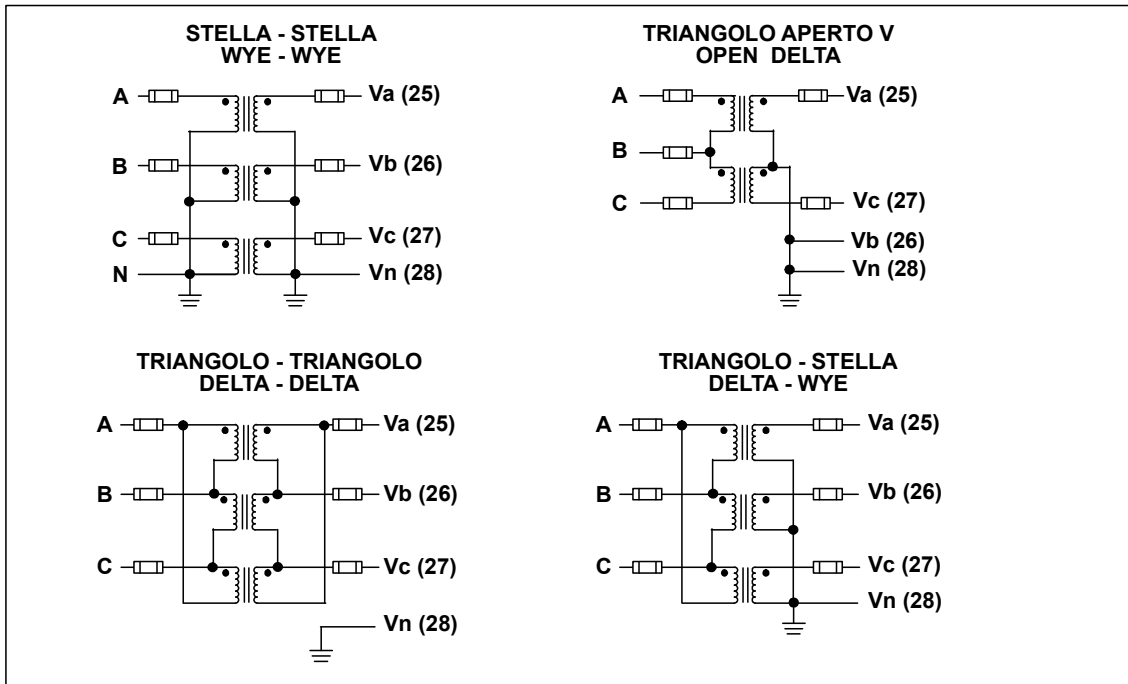 STELLA - STELLA
WYE - WYE
A
Va (25)
B
Vb (26)
C
Vc (27)
N
Vn (28)
TRIANGOLO APERTO V
OPEN DELTA
A
Va (25)
B
C
Vc (27)
Vb (26)
Vn (28)
TRIANGOLO - TRIANGOLO
DELTA - DELTA
A
Va (25)
B
Vb (26)
C
Vc (27)
Vn (28)
TRIANGOLO - STELLA
DELTA - WYE
A
Va (25)
B
Vb (26)
C
Vc (27)
Vn (28)